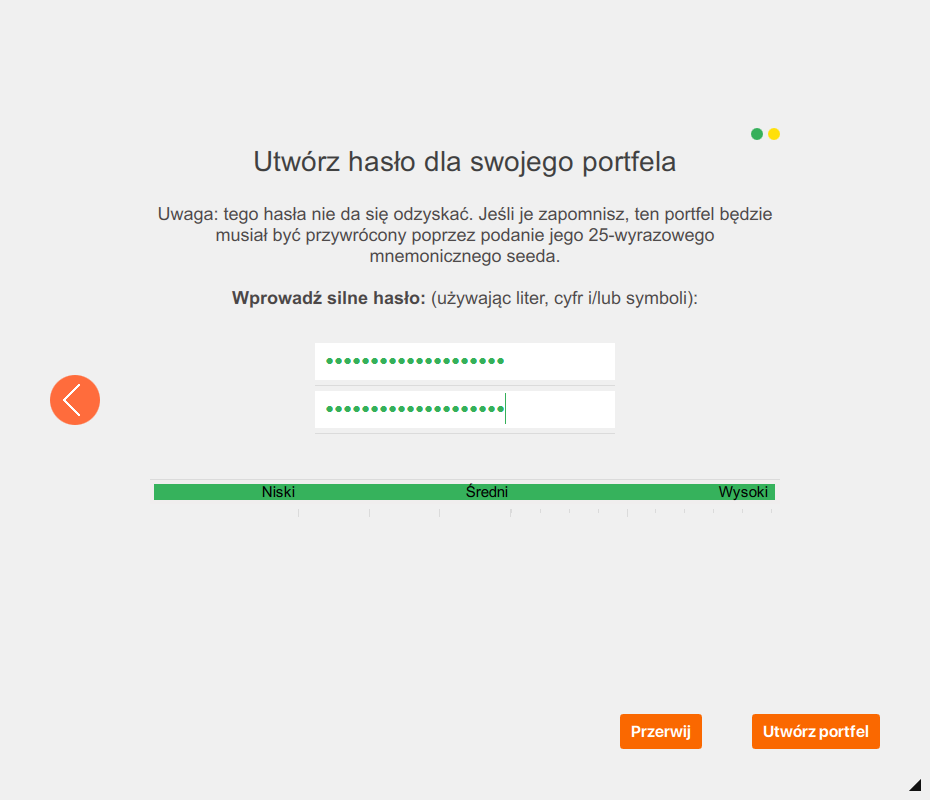 Utwórz hasło dla swojego portfela
Uwaga: tego hasła nie da się odzyskać. Jeśli je zapomnisz, ten portfel będzie
musiał być przywrócony poprzez podanie jego 25-wyrazowego
mnemonicznego seeda.
Wprowadź silne hasło: (używając liter, cyfr i/lub symboli):
Niski Średni Wysoki
Przerwij Utwórz portfel